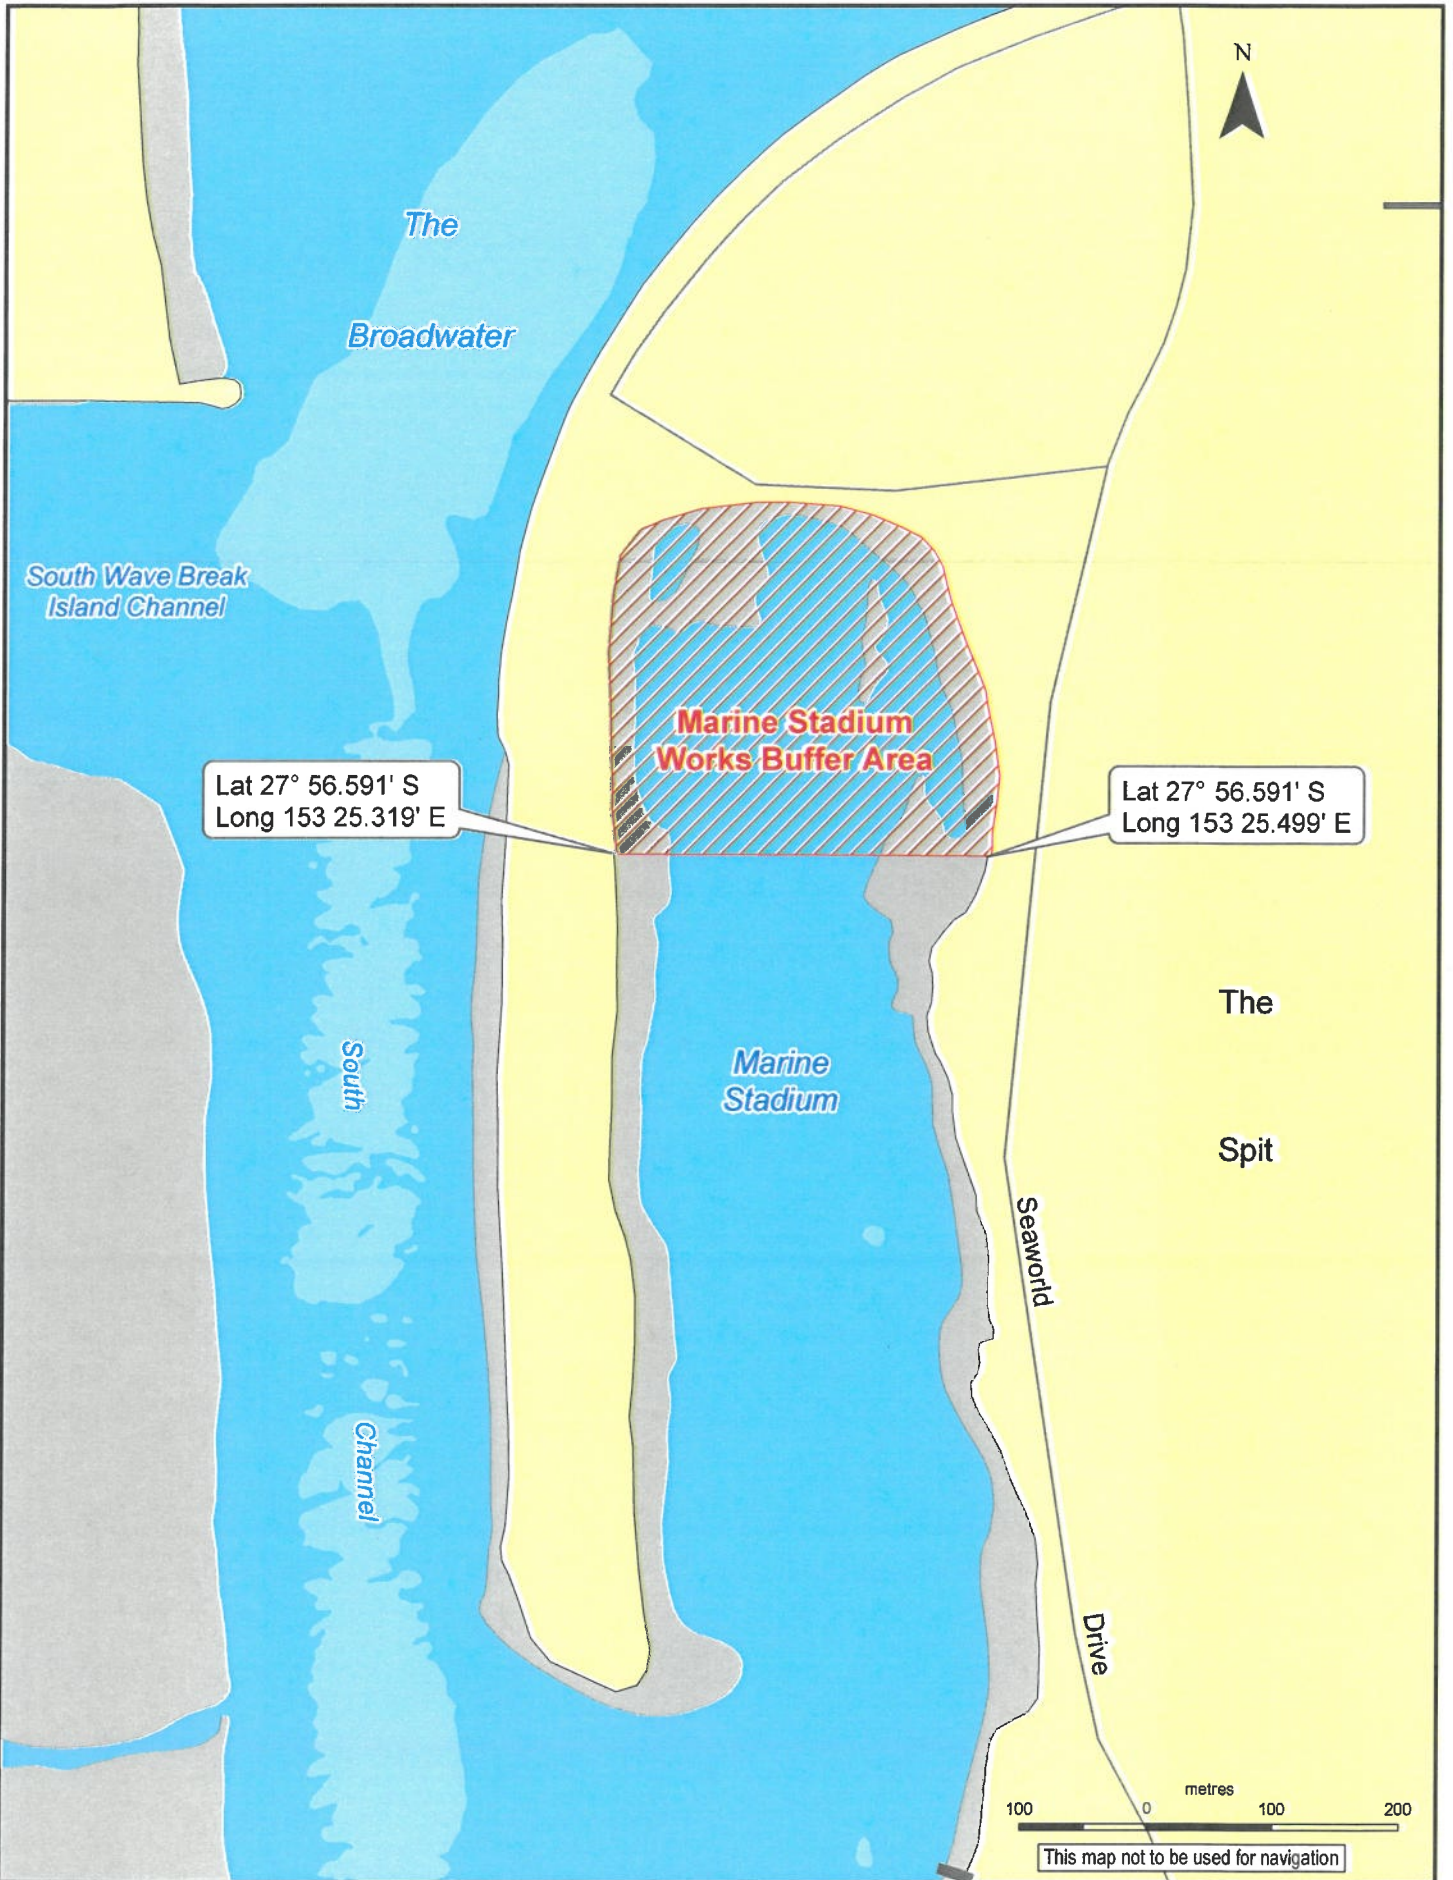 N
The
Broadwater
South Wave Break
Island Channel
Marine Stadium
Works Buffer Area
Lat 27° 56.591' S
Long 153 25.319' E
Lat 27° 56.591' S
Long 153 25.499' E
The
Spit
South
Marine
Stadium
Seaworld
Channel
Drive
metres
100 0 100 200
This map not to be used for navigation